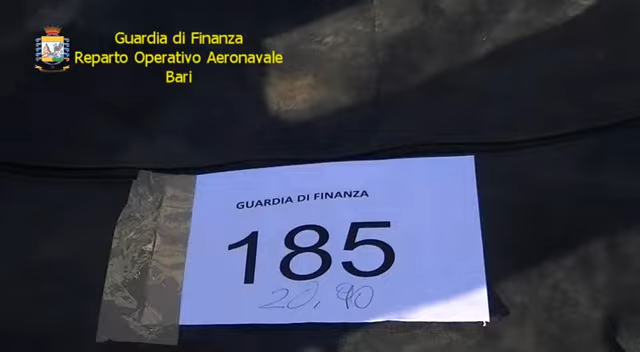 Guardia di Finanza
Reparto Operativo Aeronavale
Bari
GUARDIA DI FINANZA
185
20,90